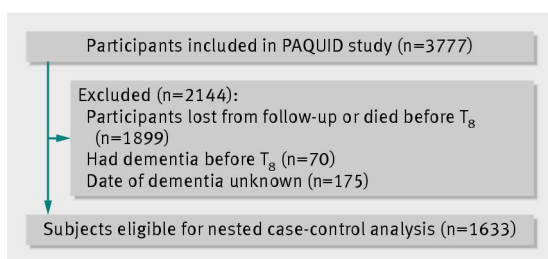 Participants included in PAQUID study (n=3777)
Excluded (n=2144):
Participants lost from follow-up or died before T₈
(n=1899)
Had dementia before T₈ (n=70)
Date of dementia unknown (n=175)
Subjects eligible for nested case-control analysis (n=1633)